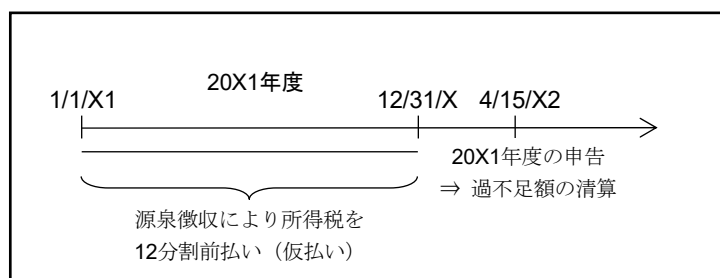 20X1年度
1/1/X1
12/31/X
4/15/X2
20X1年度の申告
⇒ 過不足額の清算
源泉徴収により所得税を
12分割前払い（仮払い）